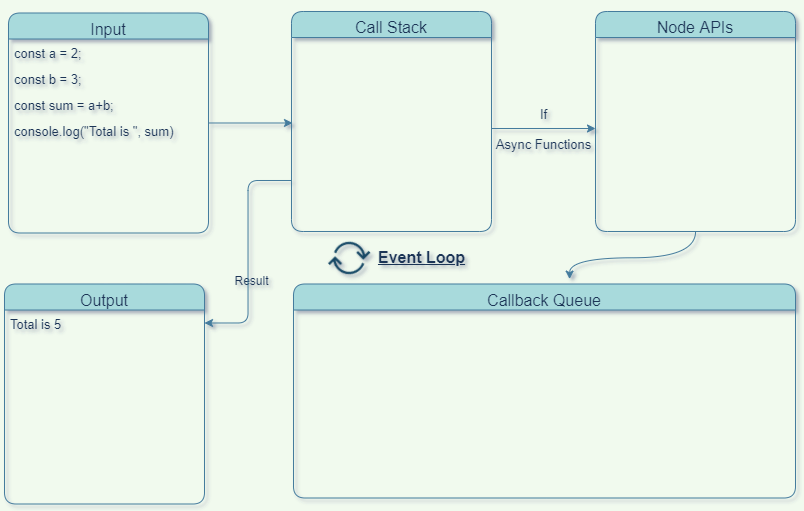 Input
const a = 2;
const b = 3;
const sum = a+b;
console.log("Total is ", sum)
Call Stack
If
Async Functions
Node APIs
Event Loop
Result
Output
Total is 5
Callback Queue